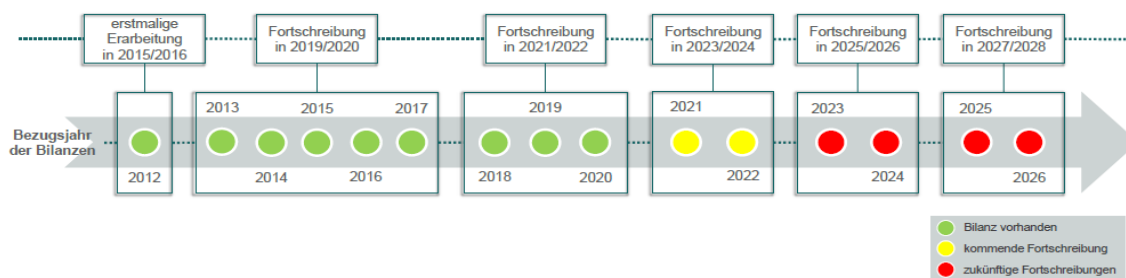 erstmalige
Erarbeitung
in 2015/2016
Fortschreibung
in 2019/2020
Fortschreibung
in 2021/2022
Fortschreibung
in 2023/2024
Fortschreibung
in 2025/2026
Fortschreibung
in 2027/2028
Bezugsjahr
der Bilanzen
2012
2013
2014
2015
2016
2017
2018
2019
2020
2021
2022
2023
2024
2025
2026
Bilanz vorhanden
kommende Fortschreibung
zukünftige Fortschreibungen